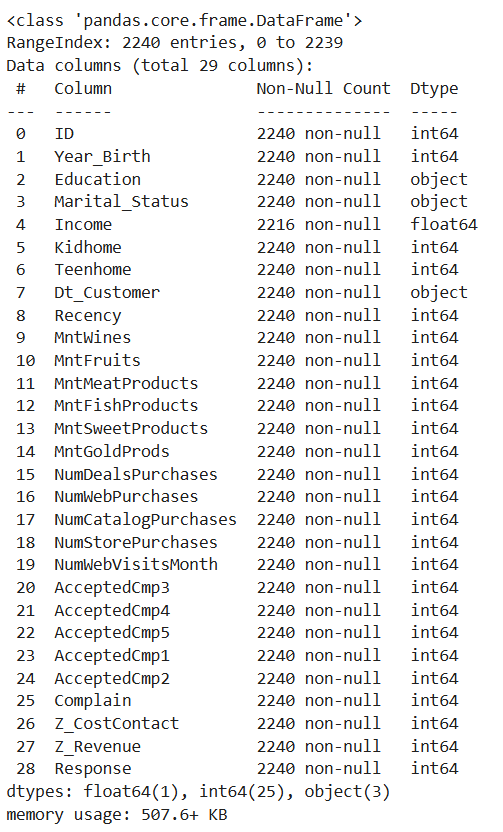 <class 'pandas.core.frame.DataFrame'>
RangeIndex: 2240 entries, 0 to 2239
Data columns (total 29 columns):
 #   Column               Non-Null Count  Dtype
---  ------               --------------  -----
 0   ID                   2240 non-null   int64
 1   Year_Birth           2240 non-null   int64
 2   Education            2240 non-null   object
 3   Marital_Status       2240 non-null   object
 4   Income               2216 non-null   float64
 5   Kidhome              2240 non-null   int64
 6   Teenhome             2240 non-null   int64
 7   Dt_Customer          2240 non-null   object
 8   Recency              2240 non-null   int64
 9   MntWines             2240 non-null   int64
 10  MntFruits            2240 non-null   int64
 11  MntMeatProducts      2240 non-null   int64
 12  MntFishProducts      2240 non-null   int64
 13  MntSweetProducts     2240 non-null   int64
 14  MntGoldProds         2240 non-null   int64
 15  NumDealsPurchases    2240 non-null   int64
 16  NumWebPurchases      2240 non-null   int64
 17  NumCatalogPurchases  2240 non-null   int64
 18  NumStorePurchases    2240 non-null   int64
 19  NumWebVisitsMonth    2240 non-null   int64
 20  AcceptedCmp3         2240 non-null   int64
 21  AcceptedCmp4         2240 non-null   int64
 22  AcceptedCmp5         2240 non-null   int64
 23  AcceptedCmp1         2240 non-null   int64
 24  AcceptedCmp2         2240 non-null   int64
 25  Complain             2240 non-null   int64
 26  Z_CostContact        2240 non-null   int64
 27  Z_Revenue            2240 non-null   int64
 28  Response             2240 non-null   int64
dtypes: float64(1), int64(25), object(3)
memory usage: 507.6+ KB